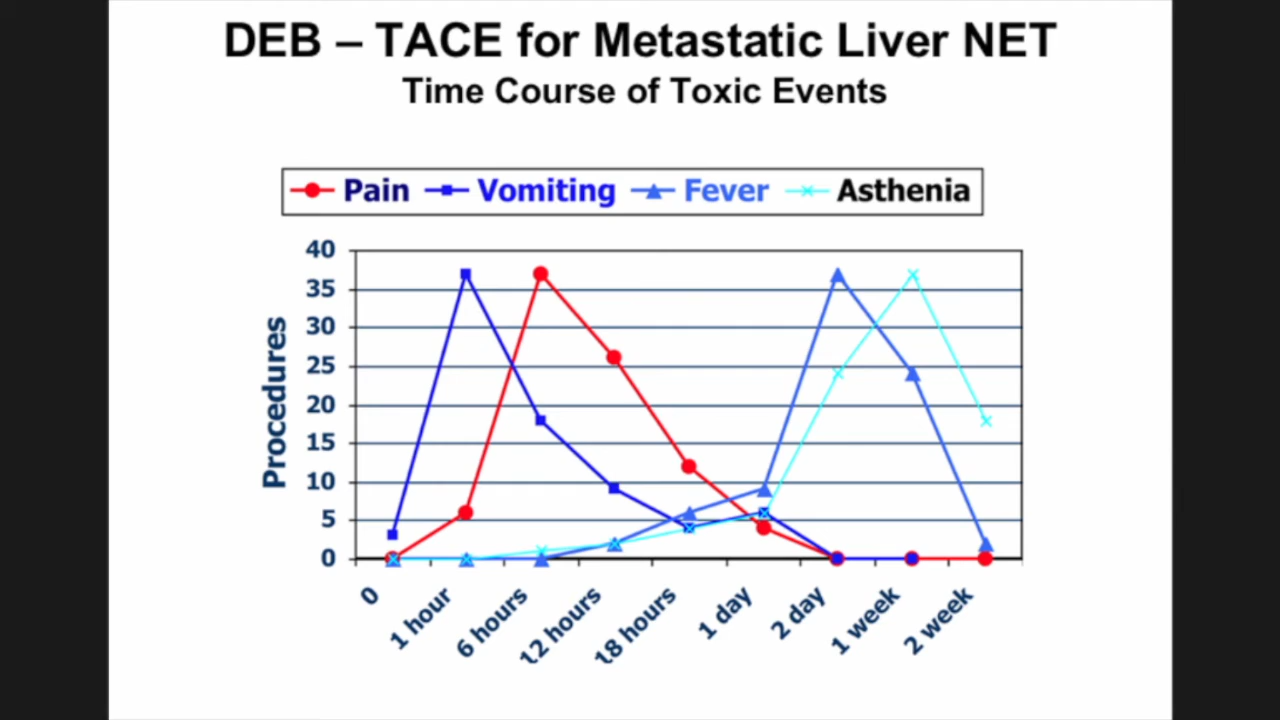 DEB – TACE for Metastatic Liver NET
Time Course of Toxic Events
Pain Vomiting Fever Asthenia
Procedures
40
35
30
25
20
15
10
5
0
0
1 hour
6 hours
12 hours
18 hours
1 day
2 day
1 week
2 week